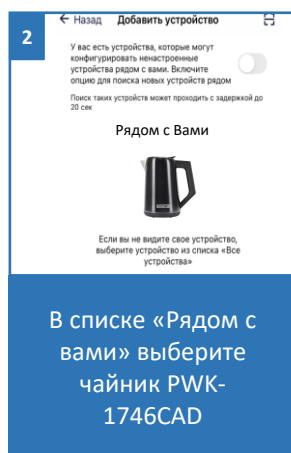 ← Назад Добавить устройство
2
У вас есть устройства, которые могут
конфигурировать ненастроенные
устройства рядом с вами. Включите
опцию для поиска новых устройств рядом
Поиск таких устройств может проходить с задержкой до
20 сек
Рядом с Вами
Если вы не видите свое устройство,
выберите устройство из списка «Все
устройства»
В списке «Рядом с
вами» выберите
чайник PWK-
1746CAD